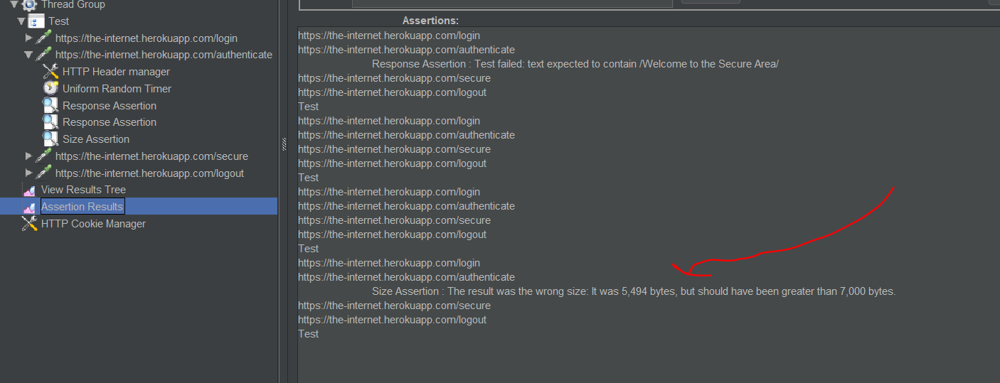 Thread Group
Test
https://the-internet.herokuapp.com/login
https://the-internet.herokuapp.com/authenticate
HTTP Header manager
Uniform Random Timer
Response Assertion
Response Assertion
Size Assertion
https://the-internet.herokuapp.com/secure
https://the-internet.herokuapp.com/logout
View Results Tree
Assertion Results
HTTP Cookie Manager
Assertions:
https://the-internet.herokuapp.com/login
https://the-internet.herokuapp.com/authenticate
Response Assertion : Test failed: text expected to contain /Welcome to the Secure Area/
https://the-internet.herokuapp.com/secure
https://the-internet.herokuapp.com/logout
Test
https://the-internet.herokuapp.com/login
https://the-internet.herokuapp.com/authenticate
https://the-internet.herokuapp.com/secure
https://the-internet.herokuapp.com/logout
Test
https://the-internet.herokuapp.com/login
https://the-internet.herokuapp.com/authenticate
https://the-internet.herokuapp.com/secure
https://the-internet.herokuapp.com/logout
Test
https://the-internet.herokuapp.com/login
https://the-internet.herokuapp.com/authenticate
Size Assertion : The result was the wrong size: It was 5,494 bytes, but should have been greater than 7,000 bytes.
https://the-internet.herokuapp.com/secure
https://the-internet.herokuapp.com/logout
Test